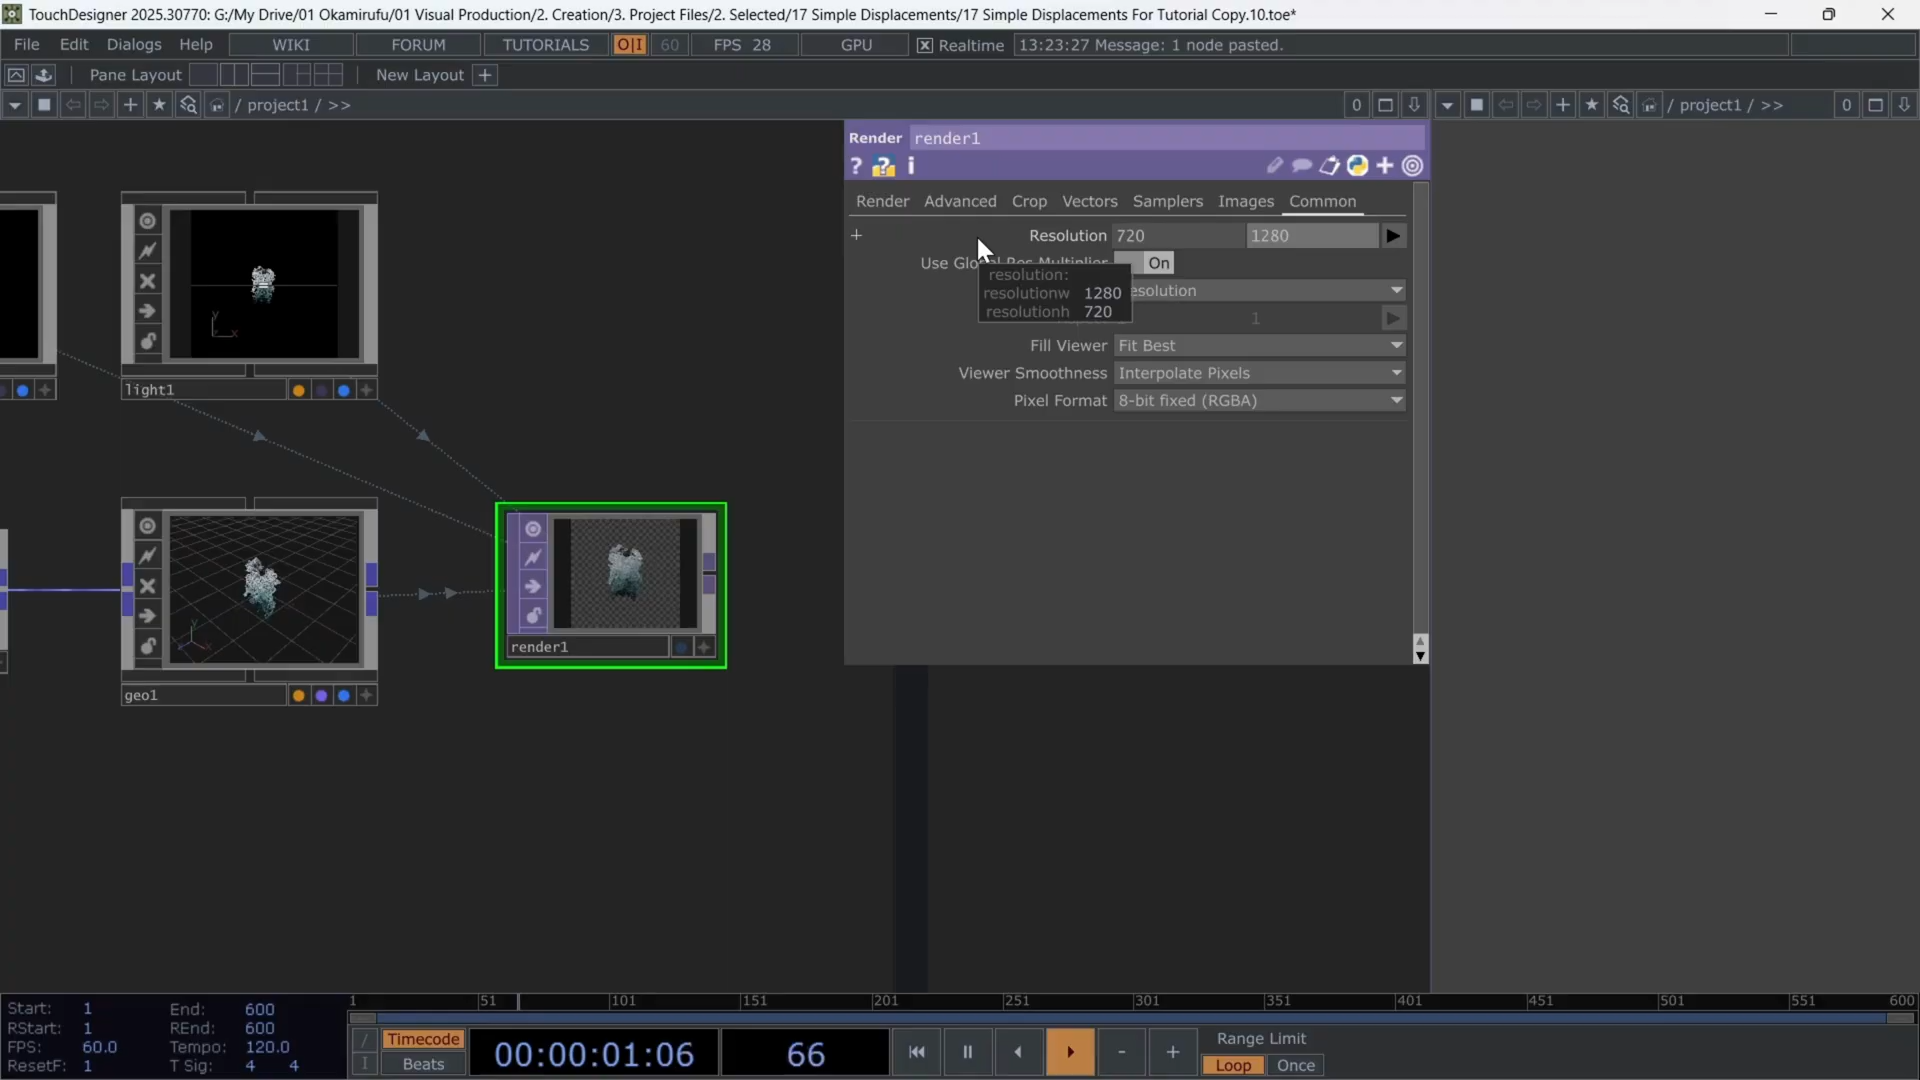 TouchDesigner 2025.30770: G:/My Drive/01 Okamirufu/01 Visual Production/2. Creation/3. Project Files/2. Selected/17 Simple Displacements/17 Simple Displacements For Tutorial Copy.10.toe*
File Edit Dialogs Help WIKI FORUM TUTORIALS O|I 60 FPS 28 GPU Realtime 13:23:27 Message: 1 node pasted.
Pane Layout New Layout +
/ project1 / >> 0 / project1 / >> 0
Render render1
Render Advanced Crop Vectors Samplers Images Common
Resolution 720 1280
On
resolution:
resolutionw 1280
resolutionh 720
esolution
1
Fill Viewer Fit Best
Viewer Smoothness Interpolate Pixels
Pixel Format 8-bit fixed (RGBA)
light1
render1
geo1
1 51 101 151 201 251 301 351 401 451 501 551 600
Start: 1 End: 600
RStart: 1 REnd: 600
FPS: 60.0 Tempo: 120.0
ResetF: 1 T Sig: 4 4
Timecode
Beats
00:00:01:06
66
Range Limit
Loop Once